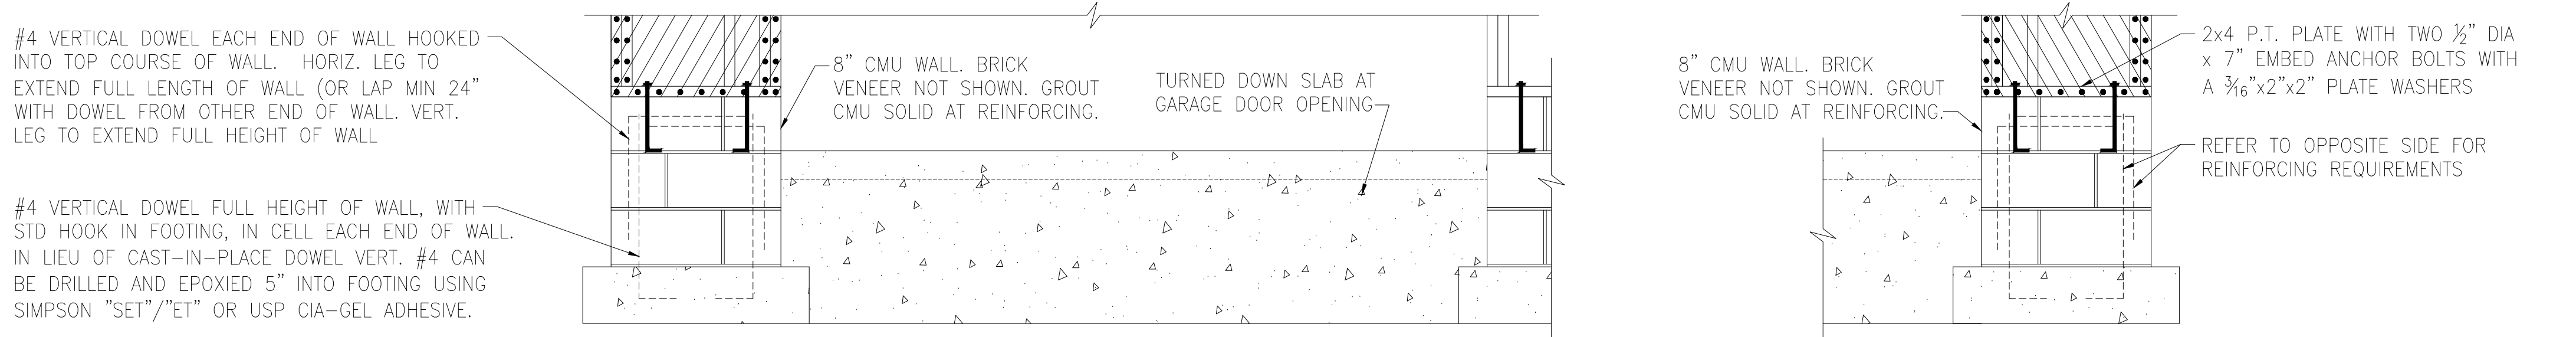 #4 VERTICAL DOWEL EACH END OF WALL HOOKED
INTO TOP COURSE OF WALL. HORIZ. LEG TO
EXTEND FULL LENGTH OF WALL (OR LAP MIN 24"
WITH DOWEL FROM OTHER END OF WALL. VERT.
LEG TO EXTEND FULL HEIGHT OF WALL
#4 VERTICAL DOWEL FULL HEIGHT OF WALL, WITH
STD HOOK IN FOOTING, IN CELL EACH END OF WALL.
IN LIEU OF CAST-IN-PLACE DOWEL VERT. #4 CAN
BE DRILLED AND EPOXIED 5" INTO FOOTING USING
SIMPSON "SET"/"ET" OR USP CIA-GEL ADHESIVE.
8" CMU WALL. BRICK
VENEER NOT SHOWN. GROUT
CMU SOLID AT REINFORCING.
TURNED DOWN SLAB AT
GARAGE DOOR OPENING
8" CMU WALL. BRICK
VENEER NOT SHOWN. GROUT
CMU SOLID AT REINFORCING.
2x4 P.T. PLATE WITH TWO ½" DIA
x 7" EMBED ANCHOR BOLTS WITH
A 3⁄16"x2"x2" PLATE WASHERS
REFER TO OPPOSITE SIDE FOR
REINFORCING REQUIREMENTS